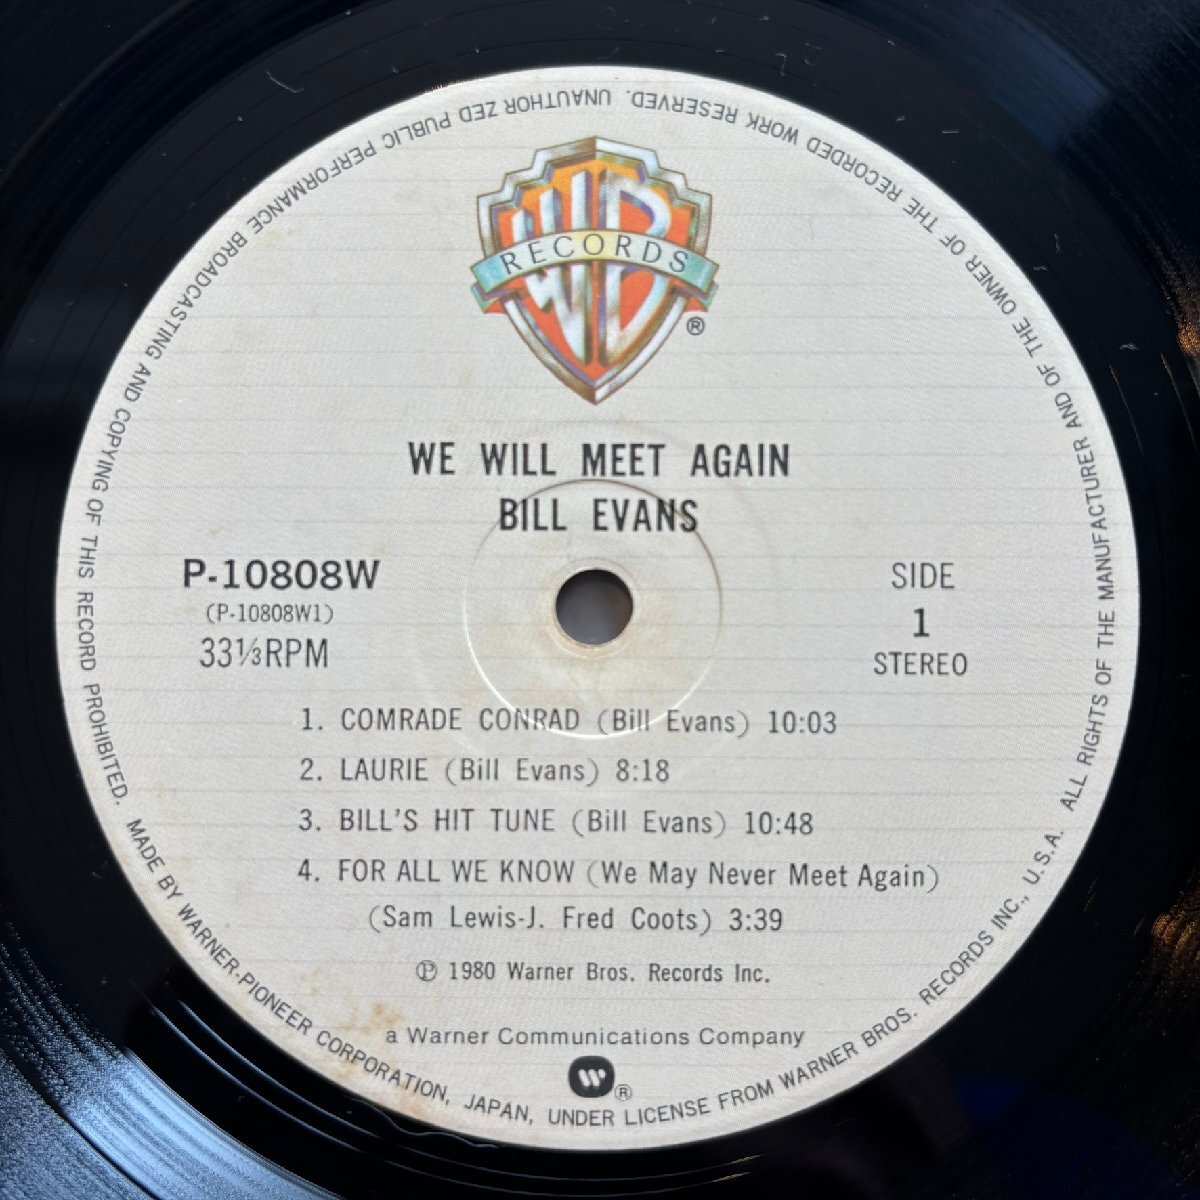 RECORDS
®
WE WILL MEET AGAIN
BILL EVANS
P-10808W
(P-10808W1)
33⅓RPM
SIDE
1
STEREO
1. COMRADE CONRAD (Bill Evans) 10:03
2. LAURIE (Bill Evans) 8:18
3. BILL'S HIT TUNE (Bill Evans) 10:48
4. FOR ALL WE KNOW (We May Never Meet Again)
(Sam Lewis-J. Fred Coots) 3:39
℗ 1980 Warner Bros. Records Inc.
a Warner Communications Company
®
MADE BY WARNER-PIONEER CORPORATION, JAPAN, UNDER LICENSE FROM WARNER BROS. RECORDS INC., U.S.A. ALL RIGHTS OF THE MANUFACTURER AND OF THE OWNER OF THE RECORDED WORK RESERVED. UNAUTHOR ZED PUBLIC PERFORMANCE BROADCASTING AND COPYING OF THIS RECORD PROHIBITED.